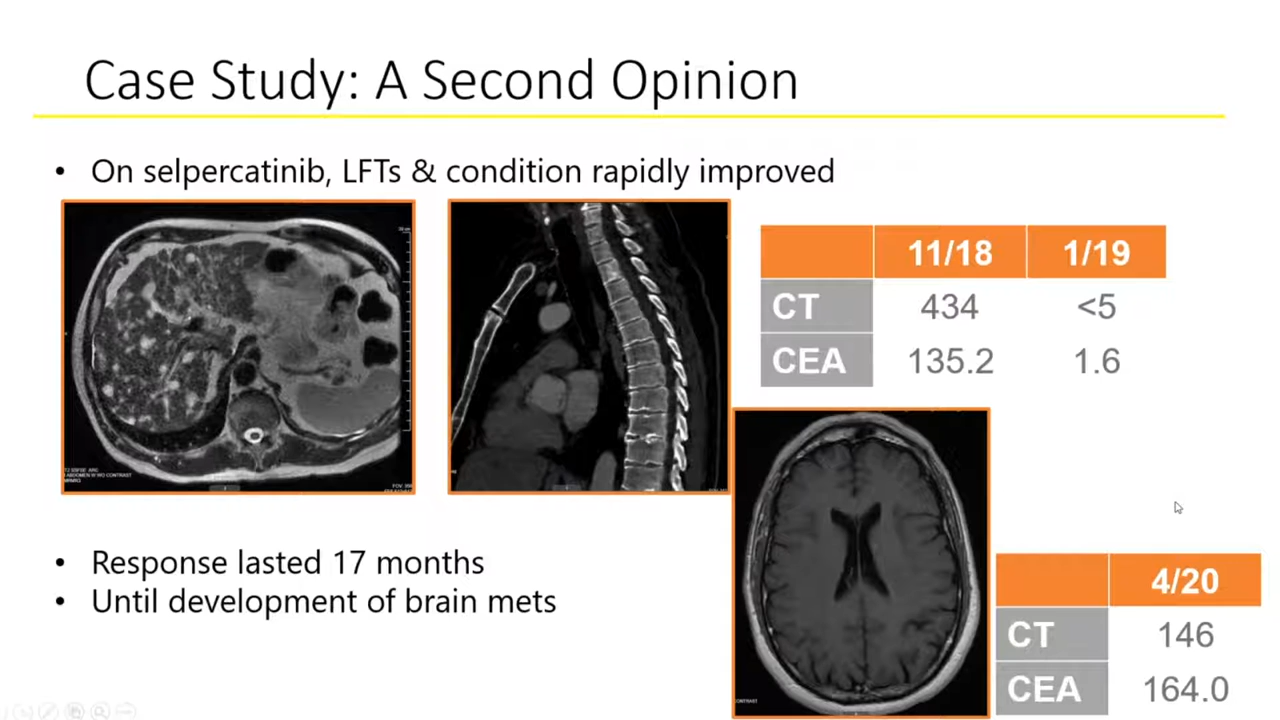 Case Study: A Second Opinion
• On selpercatinib, LFTs & condition rapidly improved
11/18 1/19
CT 434 <5
CEA 135.2 1.6
• Response lasted 17 months
• Until development of brain mets
4/20
CT 146
CEA 164.0
CONTRAST